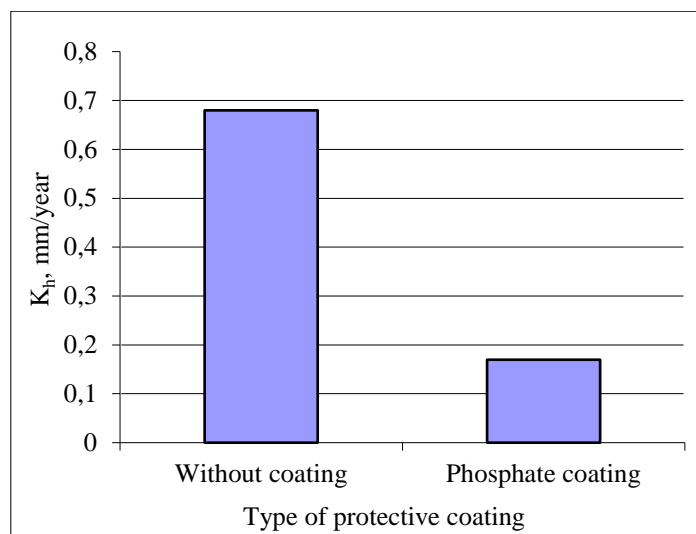 0,8
0,7
0,6
0,5
0,4
0,3
0,2
0,1
0
K_h, mm/year
Without coating
Phosphate coating
Type of protective coating